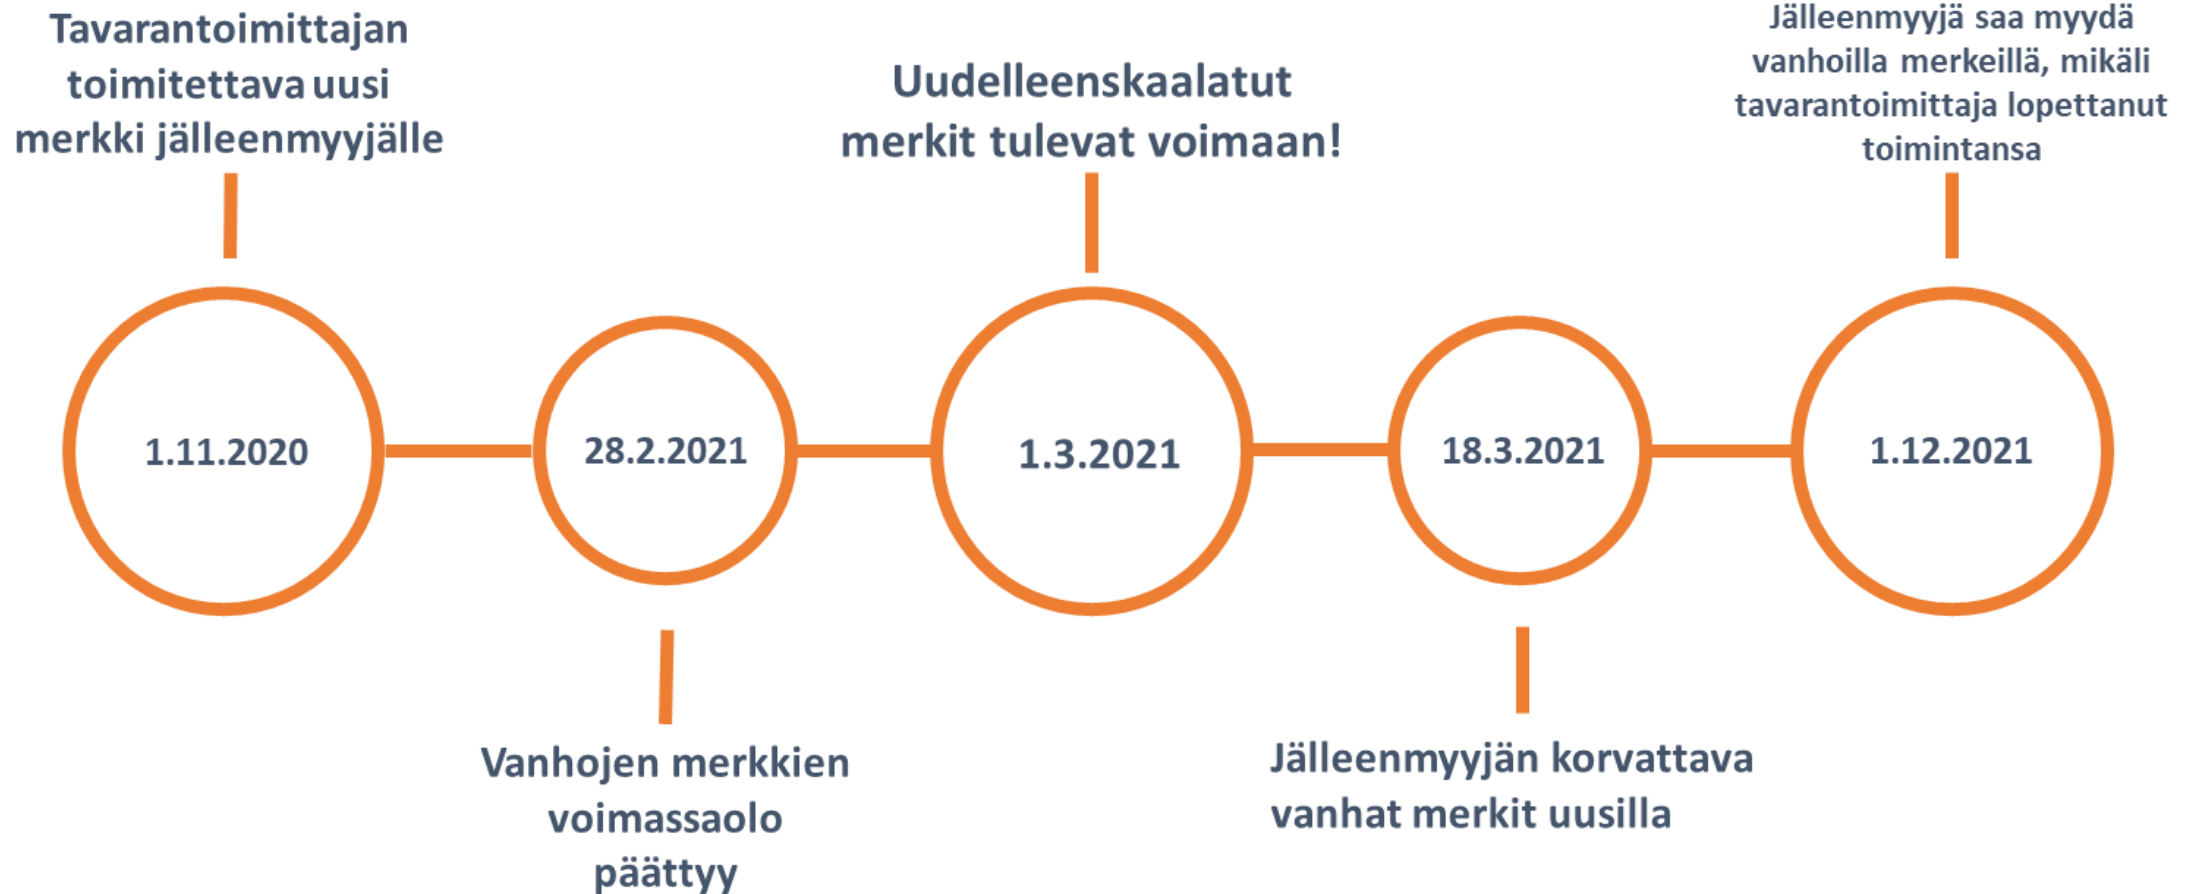 Tavarantoimittajan
toimitettava uusi
merkki jälleenmyyjälle
Uudelleenskaalatut
merkit tulevat voimaan!
Jälleenmyyjä saa myydä
vanhoilla merkeillä, mikäli
tavarantoimittaja lopettanut
toimintansa
1.11.2020
28.2.2021
1.3.2021
18.3.2021
1.12.2021
Vanhojen merkkien
voimassaolo
päättyy
Jälleenmyyjän korvattava
vanhat merkit uusilla